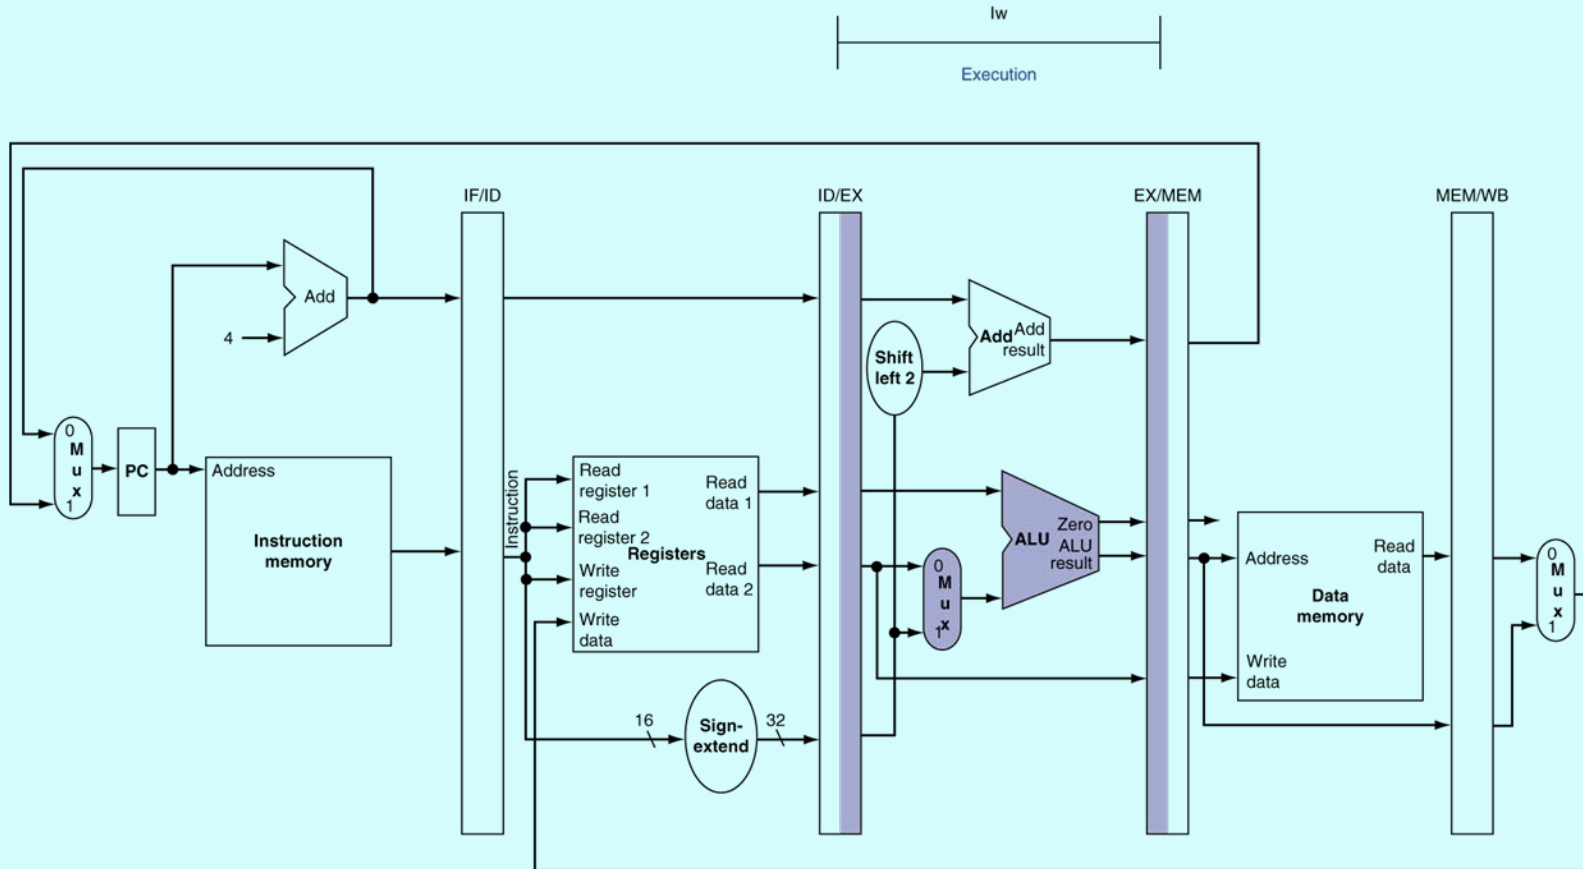 lw
Execution
IF/ID
ID/EX
EX/MEM
MEM/WB
Add
4
Shift
left 2
Add
Add
result
0
M
u
x
1
PC
Address
Instruction
memory
Instruction
Read
register 1
Read
register 2
Write
register
Write
data
Registers
Read
data 1
Read
data 2
16
Sign-
extend
32
0
M
u
x
1
ALU
Zero
ALU
result
Address
Read
data
Data
memory
Write
data
0
M
u
x
1